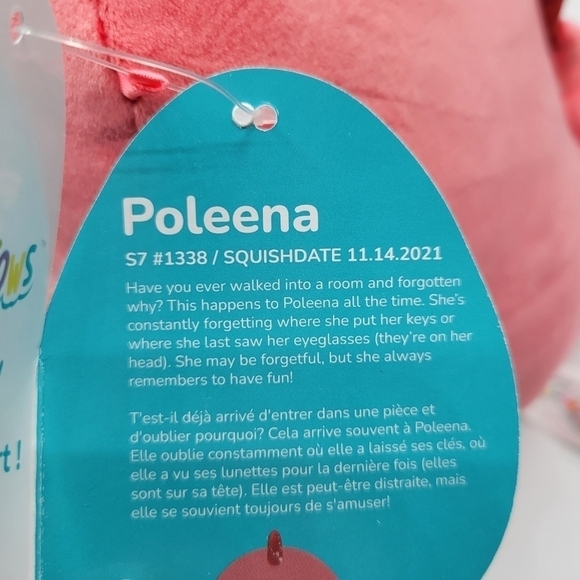 Poleena
S7 #1338 / SQUISHDATE 11.14.2021
Have you ever walked into a room and forgotten
why? This happens to Poleena all the time. She's
constantly forgetting where she put her keys or
where she last saw her eyeglasses (they're on her
head). She may be forgetful, but she always
remembers to have fun!
T'est-il déjà arrivé d'entrer dans une pièce et
d'oublier pourquoi? Cela arrive souvent à Poleena.
Elle oublie constamment où elle a laissé ses clés, où
elle a vu ses lunettes pour la dernière fois (elles
sont sur sa tête). Elle est peut-être distraite, mais
elle se souvient toujours de s'amuser!